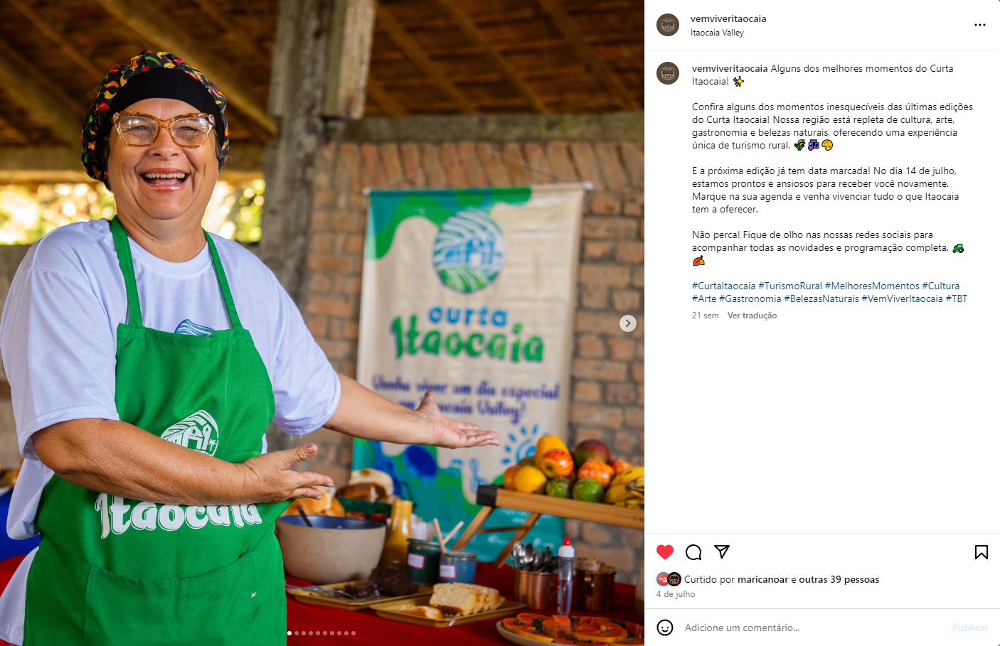 curta
Itaocaia
Venha viver um dia especial
em Itaocaia Valley!
Itaocaia
vemviveritaocaia
Itaocaia Valley
vemviveritaocaia Alguns dos melhores momentos do Curta
Itaocaia! ✨
Confira alguns dos momentos inesquecíveis das últimas edições
do Curta Itaocaia! Nossa região está repleta de cultura, arte,
gastronomia e belezas naturais, oferecendo uma experiência
única de turismo rural. 🌾🎶🎨
E a próxima edição já tem data marcada! No dia 14 de julho,
estamos prontos e ansiosos para receber você novamente.
Marque na sua agenda e venha vivenciar tudo o que Itaocaia
tem a oferecer.
Não perca! Fique de olho nas nossas redes sociais para
acompanhar todas as novidades e programação completa. 🚜
🍂
#CurtaItaocaia #TurismoRural #MelhoresMomentos #Cultura
#Arte #Gastronomia #BelezasNaturais #VemViverItaocaia #TBT
21 sem Ver tradução
Curtido por maricanoar e outras 39 pessoas
4 de julho
Adicione um comentário... Publicar